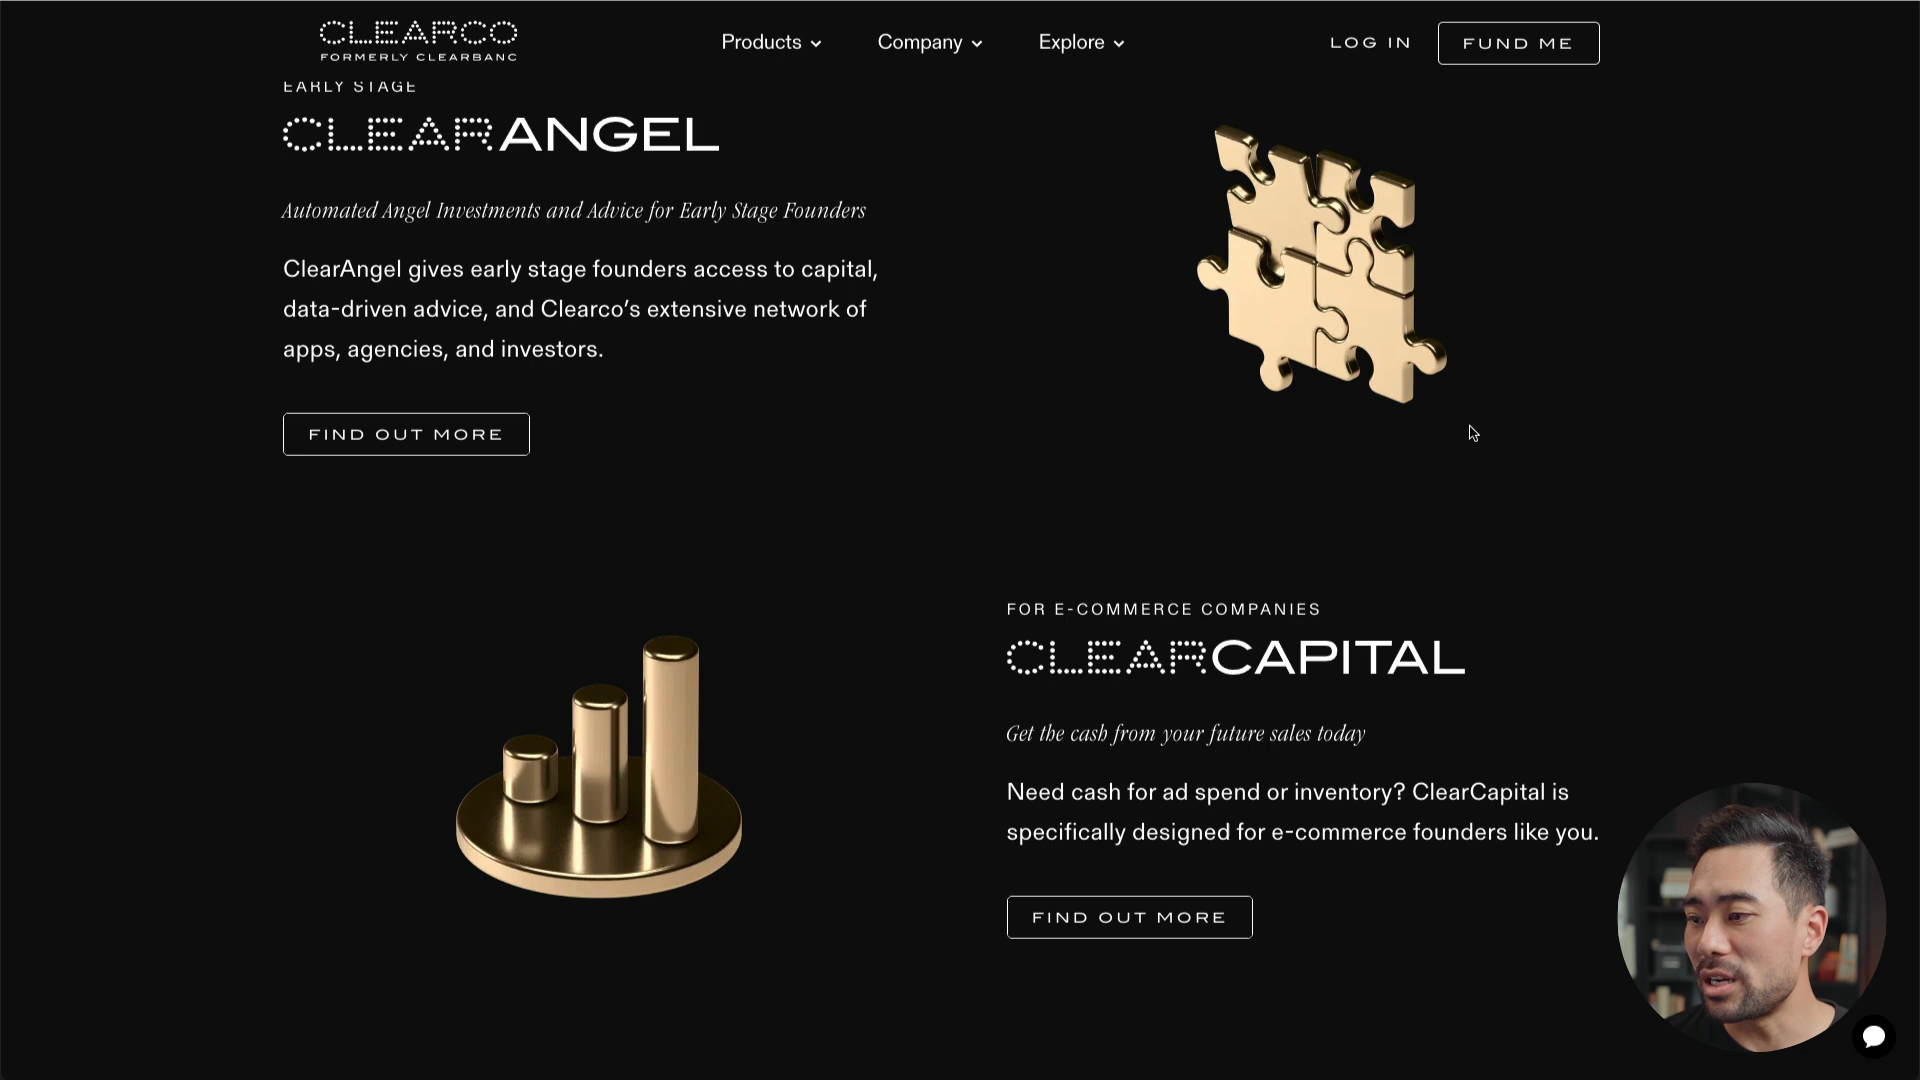 CLEARCO
FORMERLY CLEARBANC
Products
Company
Explore
LOG IN
FUND ME
EARLY STAGE
CLEARANGEL
Automated Angel Investments and Advice for Early Stage Founders
ClearAngel gives early stage founders access to capital,
data-driven advice, and Clearco’s extensive network of
apps, agencies, and investors.
FIND OUT MORE
FOR E-COMMERCE COMPANIES
CLEARCAPITAL
Get the cash from your future sales today
Need cash for ad spend or inventory? ClearCapital is
specifically designed for e-commerce founders like you.
FIND OUT MORE